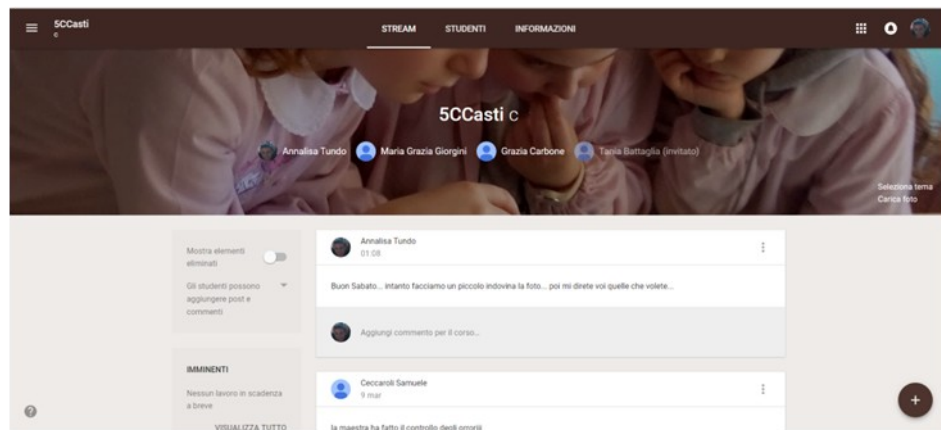 5CCasti
c
STREAM
STUDENTI
INFORMAZIONI
5CCasti c
Annalisa Tundo
Maria Grazia Giorgini
Grazia Carbone
Tania Battaglia (invitato)
Seleziona tema
Carica foto
Mostra elementi
eliminati
Gli studenti possono
aggiungere post e
commenti
IMMINENTI
Nessun lavoro in scadenza
a breve
VISUALIZZA TUTTO
Annalisa Tundo
01:08
Buon Sabato... intanto facciamo un piccolo indovina la foto... poi mi direte voi quelle che volete...
Aggiungi commento per il corso...
Ceccaroli Samuele
9 mar
la maestra ha fatto il controllo degli